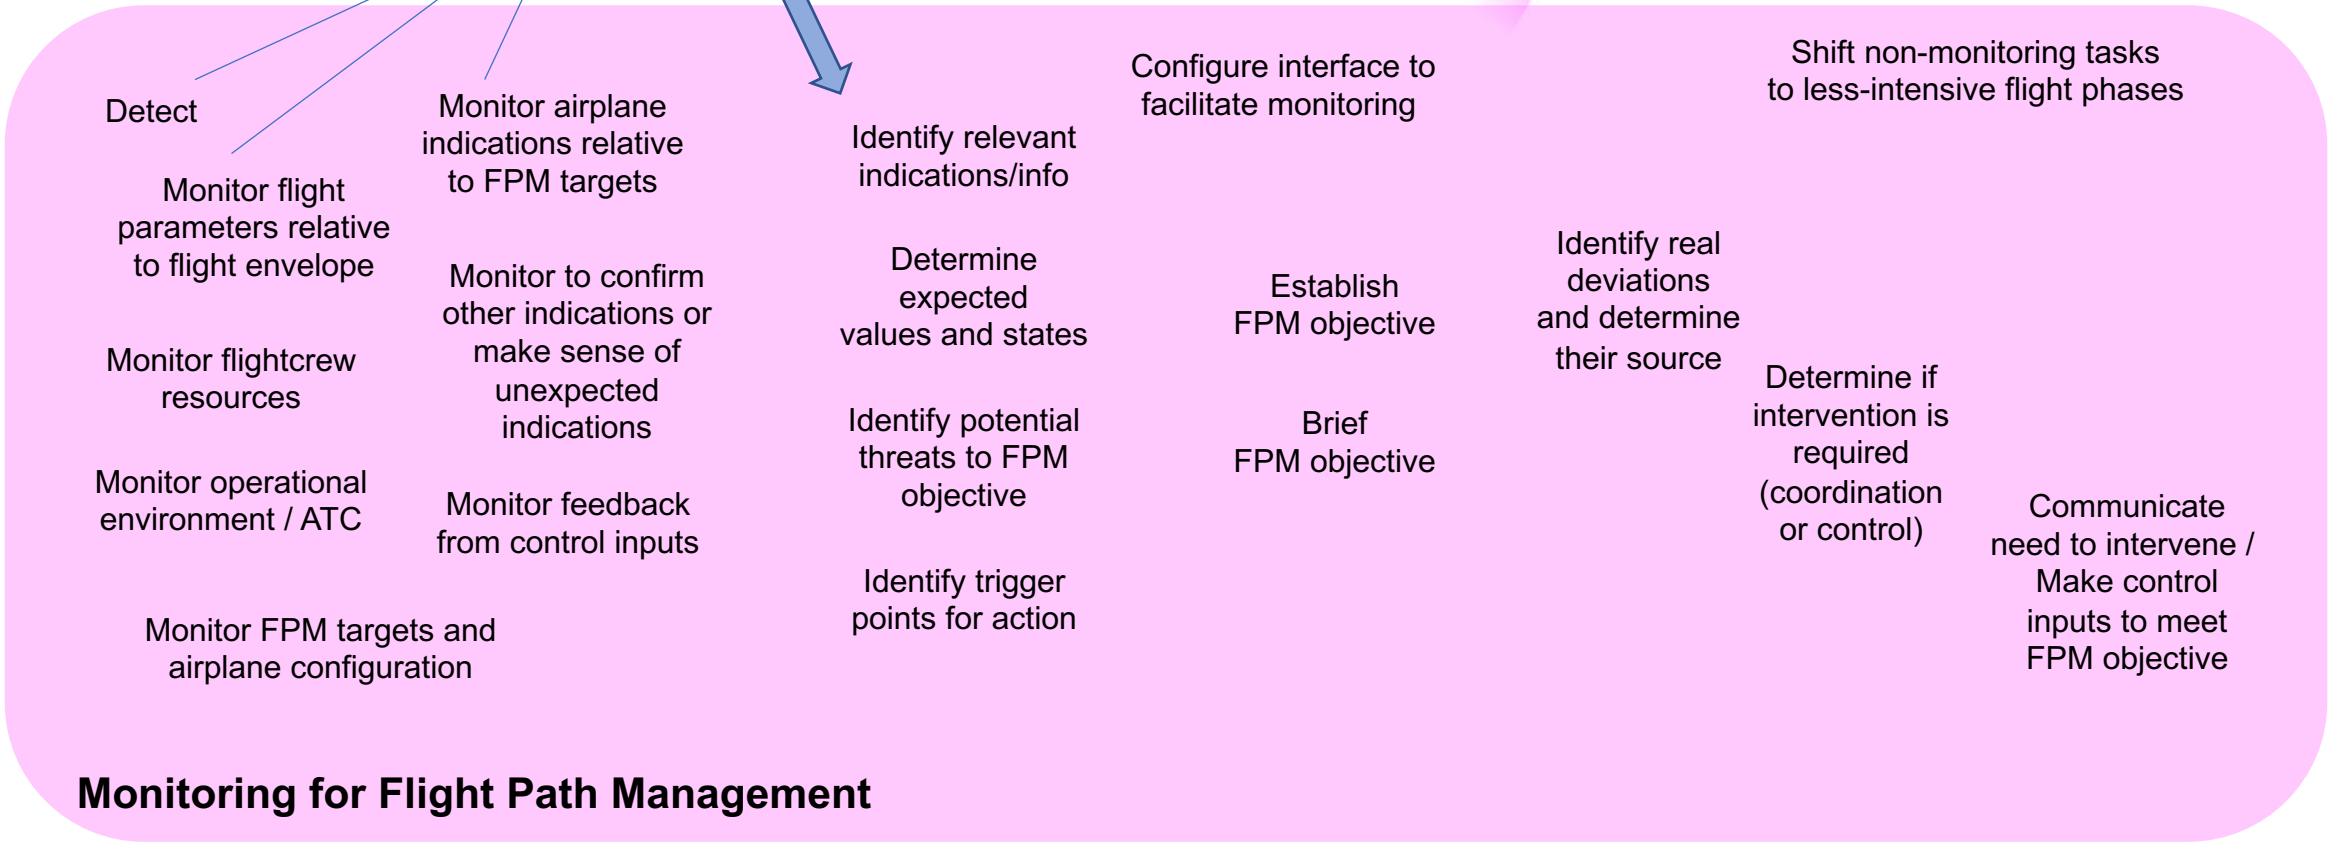 Detect
Monitor flight
parameters relative
to flight envelope
Monitor flightcrew
resources
Monitor operational
environment / ATC
Monitor FPM targets and
airplane configuration
Monitor airplane
indications relative
to FPM targets
Monitor to confirm
other indications or
make sense of
unexpected
indications
Monitor feedback
from control inputs
Identify relevant
indications/info
Determine
expected
values and states
Identify potential
threats to FPM
objective
Identify trigger
points for action
Configure interface to
facilitate monitoring
Establish
FPM objective
Brief
FPM objective
Identify real
deviations
and determine
their source
Shift non-monitoring tasks
to less-intensive flight phases
Determine if
intervention is
required
(coordination
or control)
Communicate
need to intervene /
Make control
inputs to meet
FPM objective
Monitoring for Flight Path Management